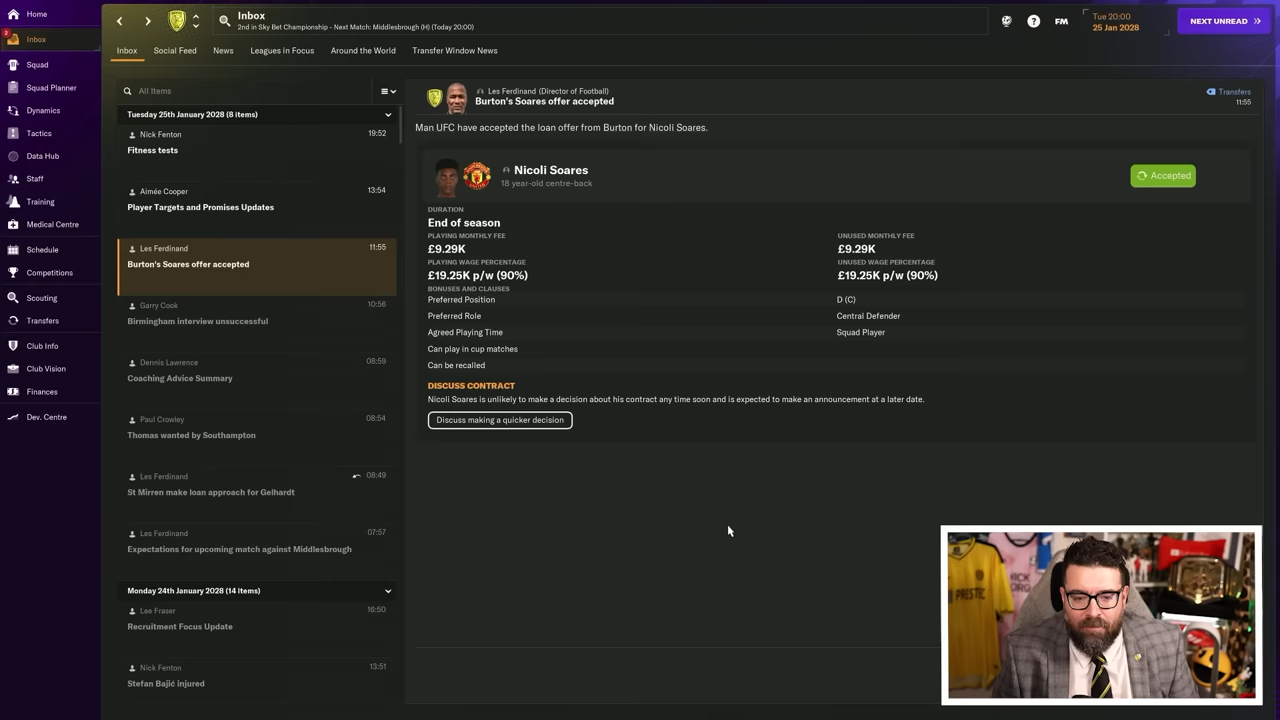 Home
2
Inbox
Squad
Squad Planner
Dynamics
Tactics
Data Hub
Staff
Training
Medical Centre
Schedule
Competitions
Scouting
Transfers
Club Info
Club Vision
Finances
Dev. Centre
Inbox
2nd in Sky Bet Championship - Next Match: Middlesbrough (H) (Today 20:00)
FM
Tue 20:00
25 Jan 2028
NEXT UNREAD
Inbox
Social Feed
News
Leagues in Focus
Around the World
Transfer Window News
All Items
Tuesday 25th January 2028 (8 items)
Nick Fenton 19:52
Fitness tests
Aimée Cooper 13:54
Player Targets and Promises Updates
Les Ferdinand 11:55
Burton's Soares offer accepted
Garry Cook 10:56
Birmingham interview unsuccessful
Dennis Lawrence 08:59
Coaching Advice Summary
Paul Crowley 08:54
Thomas wanted by Southampton
Les Ferdinand 08:49
St Mirren make loan approach for Gelhardt
Les Ferdinand 07:57
Expectations for upcoming match against Middlesbrough
Monday 24th January 2028 (14 items)
Lee Fraser 16:50
Recruitment Focus Update
Nick Fenton 13:51
Stefan Bajić injured
Les Ferdinand (Director of Football)
Burton's Soares offer accepted
Transfers
11:55
Man UFC have accepted the loan offer from Burton for Nicoli Soares.
Nicoli Soares
18 year-old centre-back
Accepted
DURATION
End of season
PLAYING MONTHLY FEE UNUSED MONTHLY FEE
£9.29K £9.29K
PLAYING WAGE PERCENTAGE UNUSED WAGE PERCENTAGE
£19.25K p/w (90%) £19.25K p/w (90%)
BONUSES AND CLAUSES
Preferred Position D (C)
Preferred Role Central Defender
Agreed Playing Time Squad Player
Can play in cup matches
Can be recalled
DISCUSS CONTRACT
Nicoli Soares is unlikely to make a decision about his contract any time soon and is expected to make an announcement at a later date.
Discuss making a quicker decision
PRESTEC